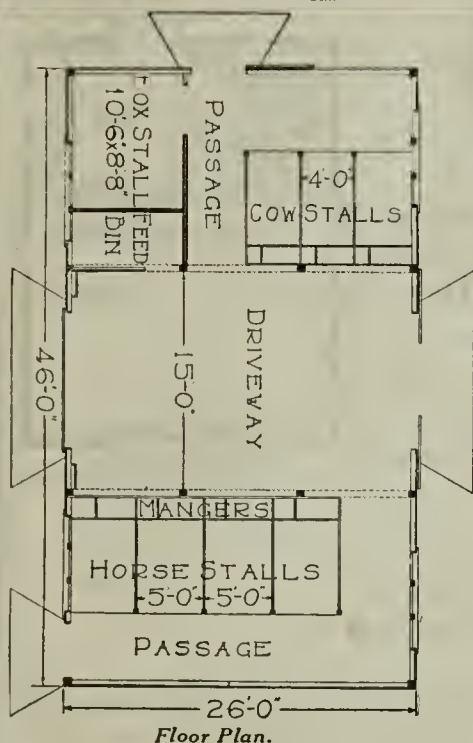 PASSAGE
OX STALL
10'-6"x8'-8"
FEED
BIN
4'-0"
COW STALLS
DRIVEWAY
15'-0"
46'-0"
MANGERS
HORSE STALLS
5'-0" 5'-0"
PASSAGE
26'-0"
Floor Plan.